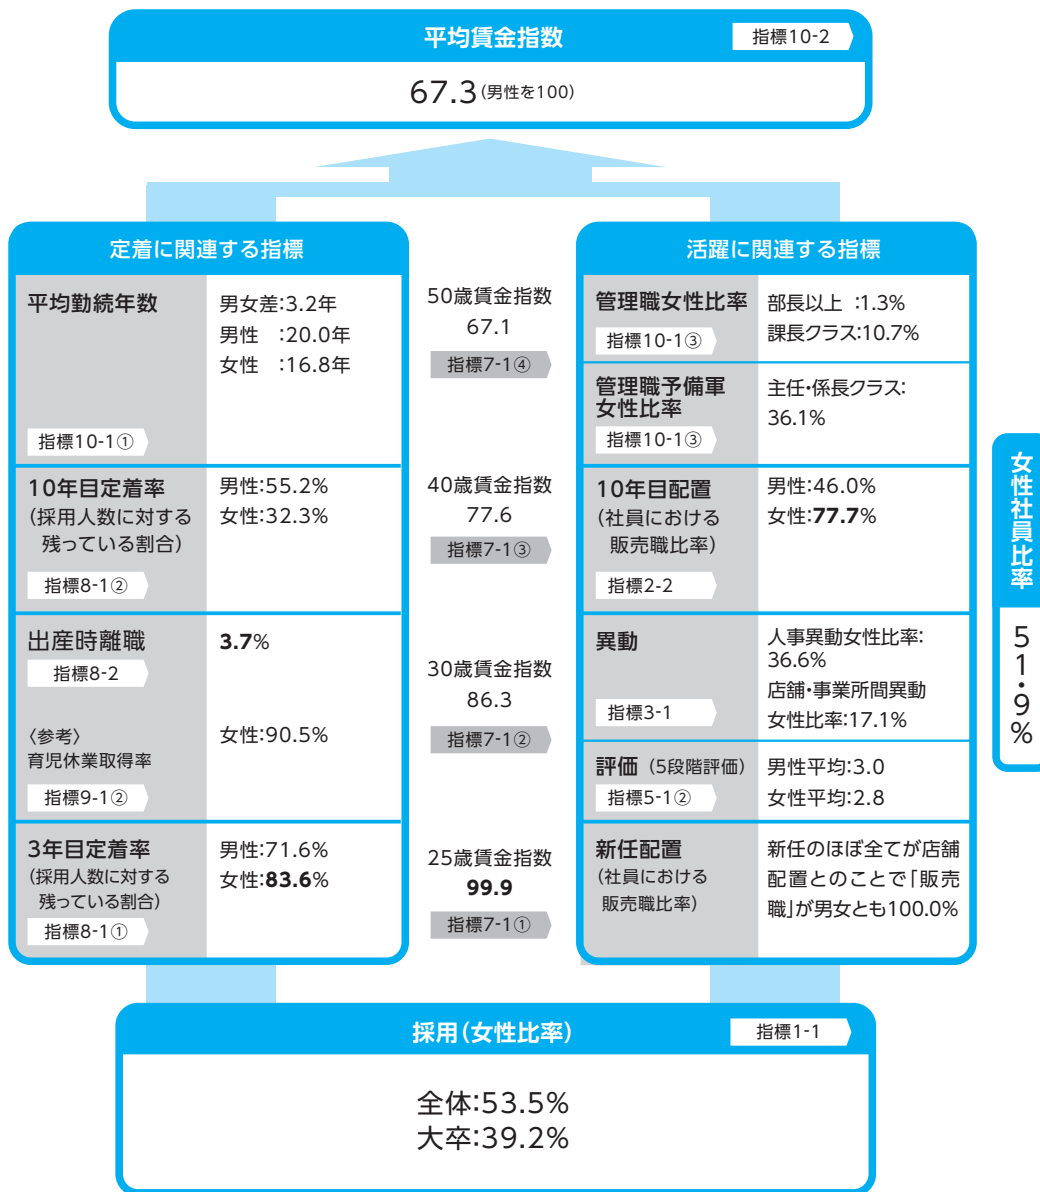 平均賃金指数
指標10-2
67.3(男性を100)
定着に関連する指標
平均勤続年数
男女差:3.2年
男性 :20.0年
女性 :16.8年
指標10-1①
10年目定着率
(採用人数に対する
残っている割合)
指標8-1②
男性:55.2%
女性:32.3%
出産時離職
指標8-2
3.7%
〈参考〉
育児休業取得率
指標9-1②
女性:90.5%
3年目定着率
(採用人数に対する
残っている割合)
指標8-1①
男性:71.6%
女性:83.6%
50歳賃金指数
67.1
指標7-1④
40歳賃金指数
77.6
指標7-1③
30歳賃金指数
86.3
指標7-1②
25歳賃金指数
99.9
指標7-1①
活躍に関連する指標
管理職女性比率
指標10-1③
部長以上 :1.3%
課長クラス:10.7%
管理職予備軍
女性比率
指標10-1③
主任・係長クラス:
36.1%
10年目配置
(社員における
販売職比率)
指標2-2
男性:46.0%
女性:77.7%
異動
指標3-1
人事異動女性比率:
36.6%
店舗・事業所間異動
女性比率:17.1%
評価(5段階評価)
指標5-1②
男性平均:3.0
女性平均:2.8
新任配置
(社員における
販売職比率)
新任のほぼ全てが店舗
配置とのことで「販売
職」が男女とも100.0%
女性社員比率
51・9%
採用(女性比率)
指標1-1
全体:53.5%
大卒:39.2%